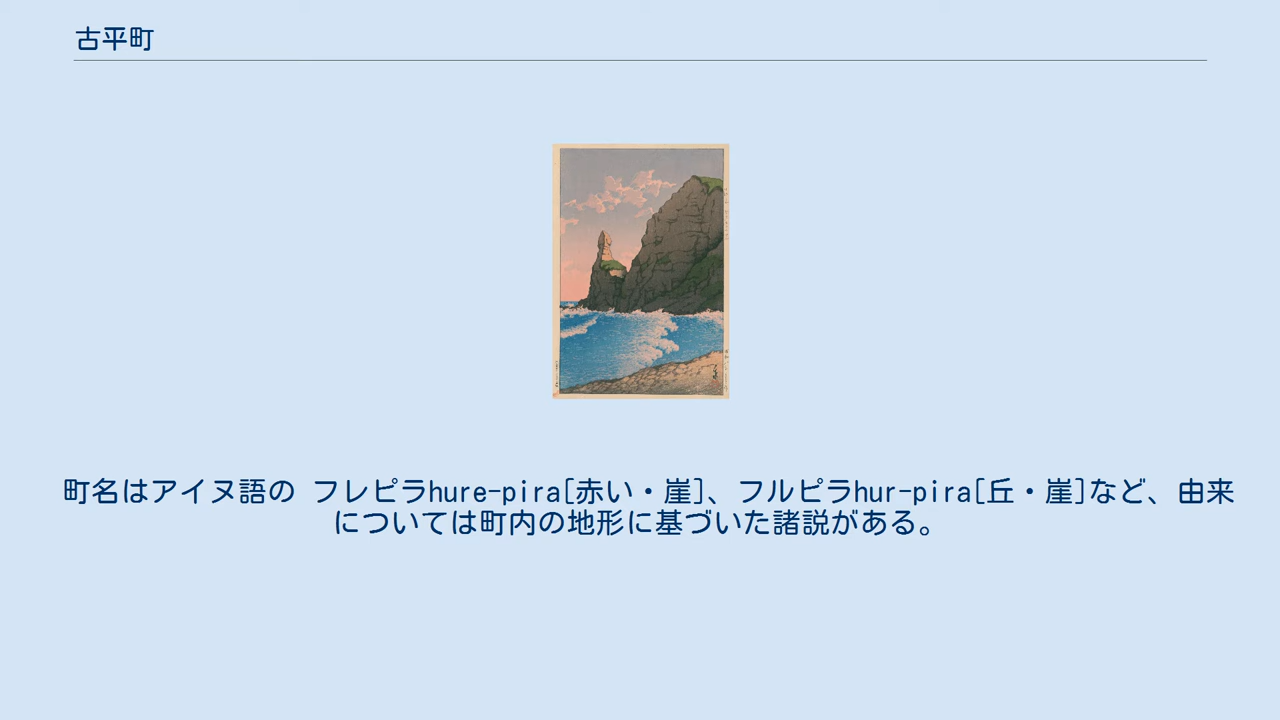 古平町
町名はアイヌ語の フレピラhure-pira[赤い・崖]、フルピラhur-pira[丘・崖]など、由来
については町内の地形に基づいた諸説がある。